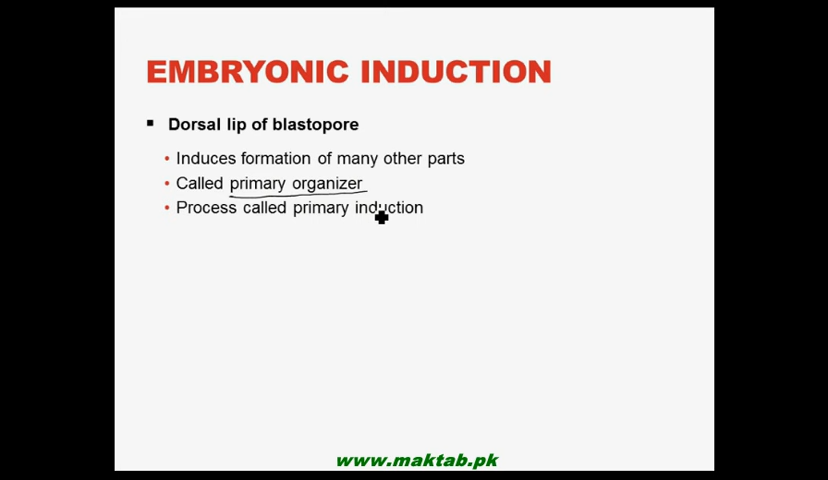 EMBRYONIC INDUCTION
▪ Dorsal lip of blastopore
• Induces formation of many other parts
• Called primary organizer
• Process called primary induction
www.maktab.pk